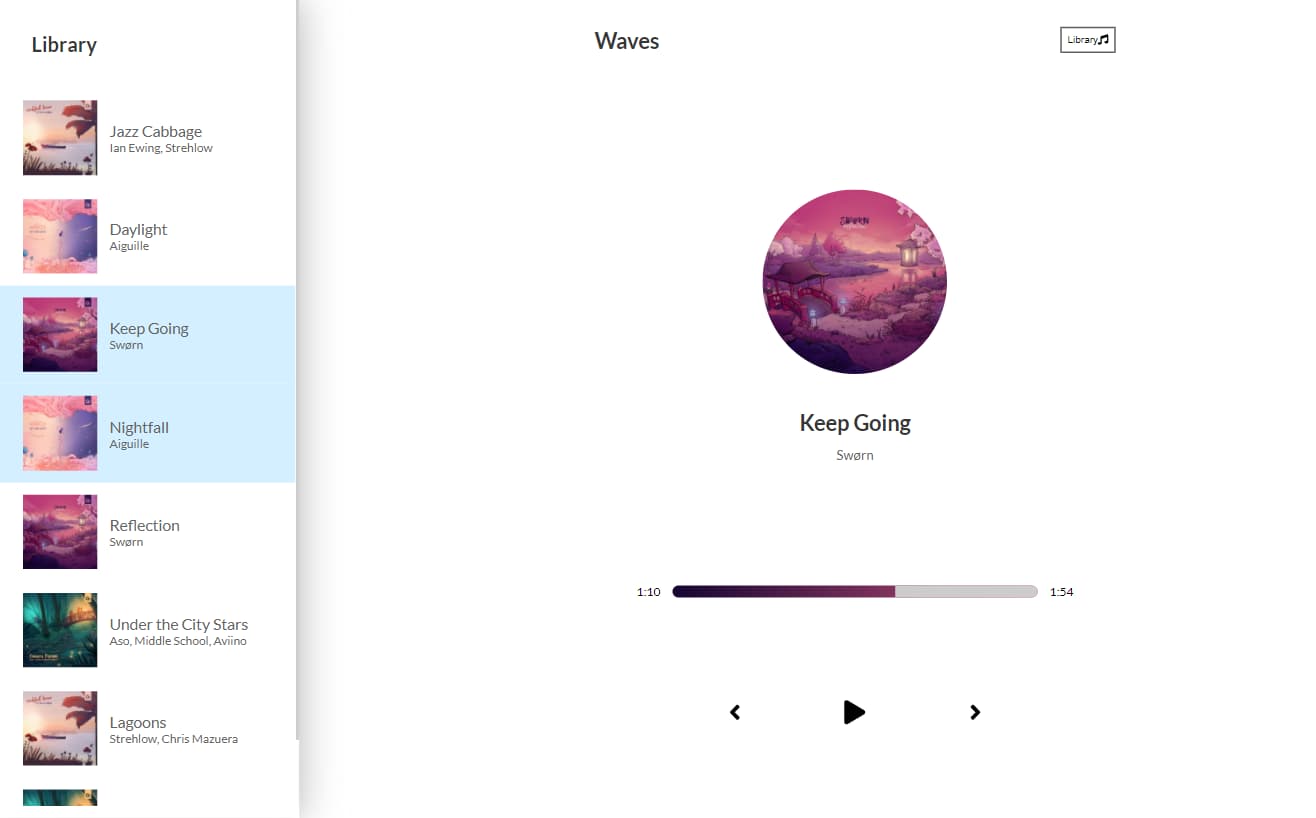 Library
Jazz Cabbage
Ian Ewing, Strehlow
Daylight
Aiguille
Keep Going
Swørn
Nightfall
Aiguille
Reflection
Swørn
Under the City Stars
Aso, Middle School, Aviino
Lagoons
Strehlow, Chris Mazuera
Waves
Library
Keep Going
Swørn
1:10
1:54